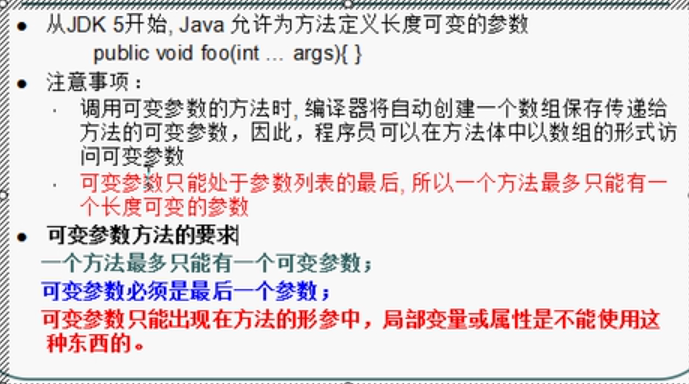 ● 从JDK 5开始, Java 允许为方法定义长度可变的参数
public void foo(int … args){ }
● 注意事项：
· 调用可变参数的方法时, 编译器将自动创建一个数组保存传递给
方法的可变参数，因此，程序员可以在方法体中以数组的形式访
问可变参数
· 可变参数只能处于参数列表的最后, 所以一个方法最多只能有一
个长度可变的参数
● 可变参数方法的要求
一个方法最多只能有一个可变参数；
可变参数必须是最后一个参数；
可变参数只能出现在方法的形参中，局部变量或属性是不能使用这
种东西的。